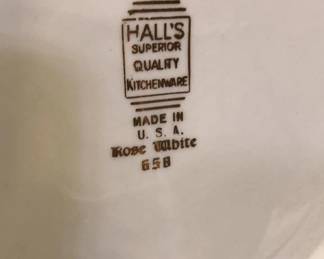 HALL'S
SUPERIOR
QUALITY
KITCHENWARE
MADE IN
U. S. A.
Rose White
658